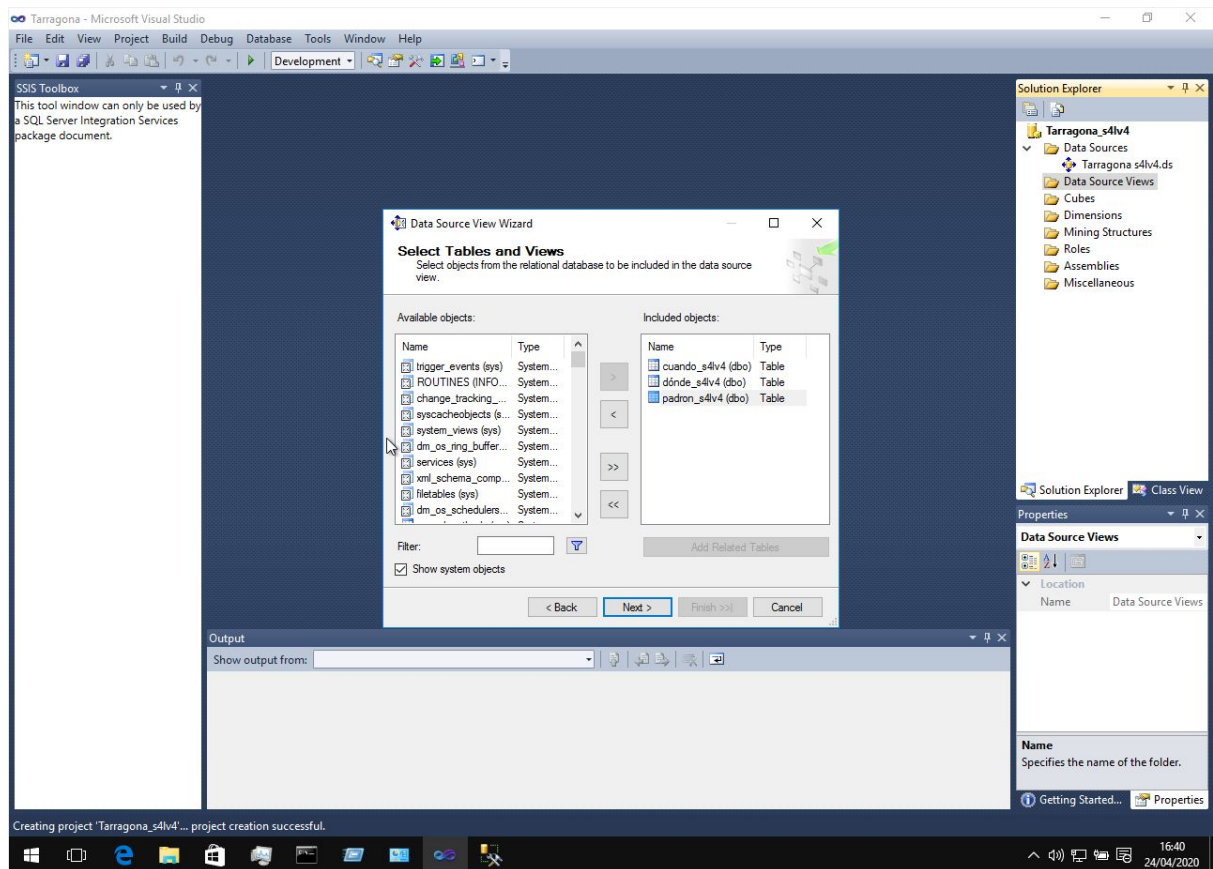 Tarragona - Microsoft Visual Studio
File Edit View Project Build Debug Database Tools Window Help
Development
SSIS Toolbox
This tool window can only be used by
a SQL Server Integration Services
package document.
Data Source View Wizard
Select Tables and Views
Select objects from the relational database to be included in the data source
view.
Available objects:
Name Type
trigger_events (sys) System...
ROUTINES (INFO... System...
change_tracking_... System...
syscacheobjects (s... System...
system_views (sys) System...
dm_os_ring_buffer... System...
services (sys) System...
xml_schema_comp... System...
filetables (sys) System...
dm_os_schedulers... System...
Included objects:
Name Type
cuando_s4lv4 (dbo) Table
dónde_s4lv4 (dbo) Table
padron_s4lv4 (dbo) Table
>
<
>>
<<
Filter:
Add Related Tables
Show system objects
< Back Next > Finish >>| Cancel
Output
Show output from:
Solution Explorer
Tarragona_s4lv4
Data Sources
Tarragona s4lv4.ds
Data Source Views
Cubes
Dimensions
Mining Structures
Roles
Assemblies
Miscellaneous
Solution Explorer Class View
Properties
Data Source Views
Location
Name Data Source Views
Name
Specifies the name of the folder.
Getting Started... Properties
Creating project 'Tarragona_s4lv4'... project creation successful.
16:40
24/04/2020